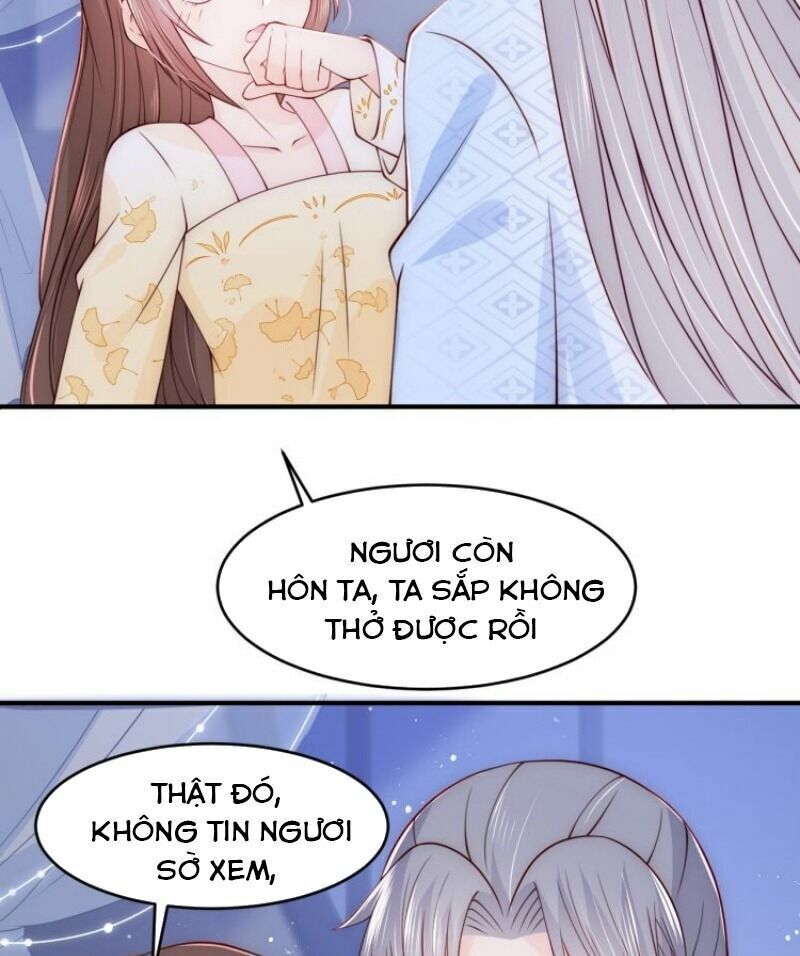 NGƯƠI CÒN
HÔN TA, TA SẮP KHÔNG
THỞ ĐƯỢC RỒI
THẬT ĐÓ,
KHÔNG TIN NGƯƠI
SỜ XEM,